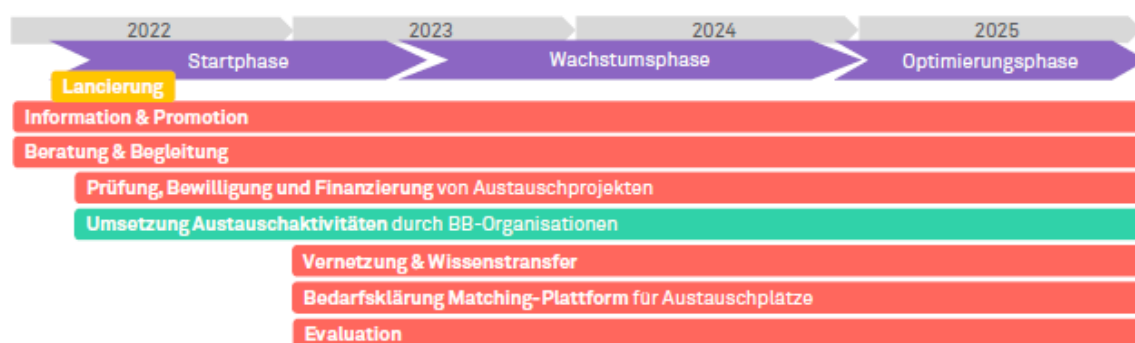 2022 2023 2024 2025
Startphase Wachstumsphase Optimierungsphase
Lancierung
Information & Promotion
Beratung & Begleitung
Prüfung, Bewilligung und Finanzierung von Austauschprojekten
Umsetzung Austauschaktivitäten durch BB-Organisationen
Vernetzung & Wissenstransfer
Bedarfsklärung Matching-Plattform für Austauschplätze
Evaluation